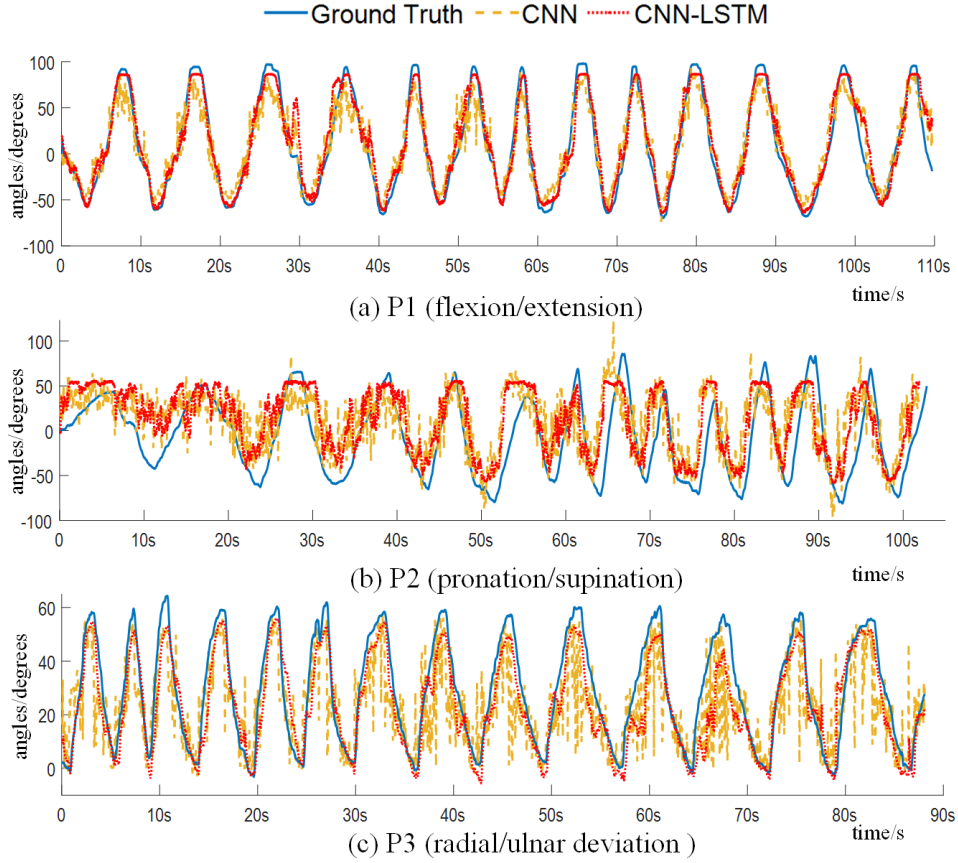 Ground Truth CNN CNN-LSTM
angles/degrees
100
50
0
-50
-100
0 10s 20s 30s 40s 50s 60s 70s 80s 90s 100s 110s
time/s
(a) P1 (flexion/extension)
angles/degrees
100
50
0
-50
-100
0 10s 20s 30s 40s 50s 60s 70s 80s 90s 100s
time/s
(b) P2 (pronation/supination)
angles/degrees
60
40
20
0
0 10s 20s 30s 40s 50s 60s 70s 80s 90s
time/s
(c) P3 (radial/ulnar deviation )